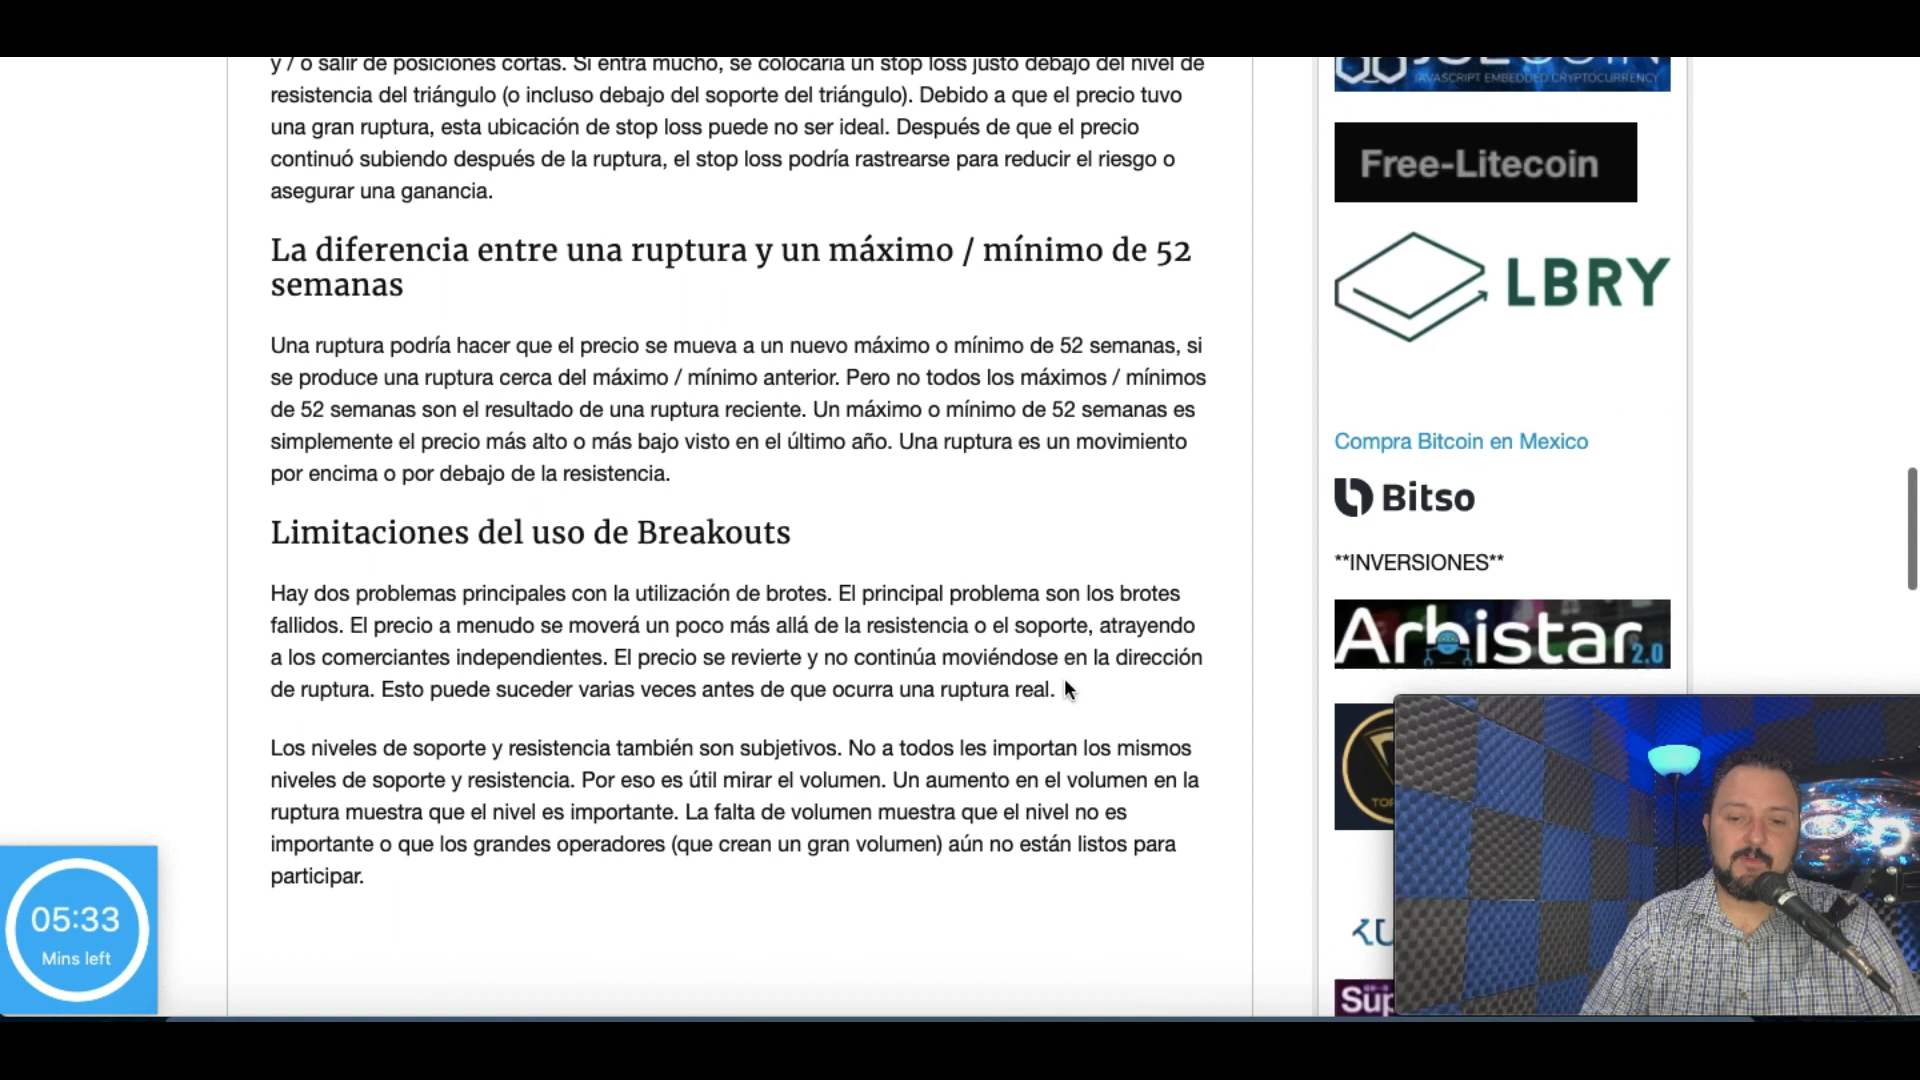 y / o salir de posiciones cortas. Si entra mucho, se colocaría un stop loss justo debajo del nivel de
resistencia del triángulo (o incluso debajo del soporte del triángulo). Debido a que el precio tuvo
una gran ruptura, esta ubicación de stop loss puede no ser ideal. Después de que el precio
continuó subiendo después de la ruptura, el stop loss podría rastrearse para reducir el riesgo o
asegurar una ganancia.
La diferencia entre una ruptura y un máximo / mínimo de 52
semanas
Una ruptura podría hacer que el precio se mueva a un nuevo máximo o mínimo de 52 semanas, si
se produce una ruptura cerca del máximo / mínimo anterior. Pero no todos los máximos / mínimos
de 52 semanas son el resultado de una ruptura reciente. Un máximo o mínimo de 52 semanas es
simplemente el precio más alto o más bajo visto en el último año. Una ruptura es un movimiento
por encima o por debajo de la resistencia.
Limitaciones del uso de Breakouts
Hay dos problemas principales con la utilización de brotes. El principal problema son los brotes
fallidos. El precio a menudo se moverá un poco más allá de la resistencia o el soporte, atrayendo
a los comerciantes independientes. El precio se revierte y no continúa moviéndose en la dirección
de ruptura. Esto puede suceder varias veces antes de que ocurra una ruptura real.
Los niveles de soporte y resistencia también son subjetivos. No a todos les importan los mismos
niveles de soporte y resistencia. Por eso es útil mirar el volumen. Un aumento en el volumen en la
ruptura muestra que el nivel es importante. La falta de volumen muestra que el nivel no es
importante o que los grandes operadores (que crean un gran volumen) aún no están listos para
participar.
JAVASCRIPT EMBEDDED CRYPTOCURRENCY
Free-Litecoin
LBRY
Compra Bitcoin en Mexico
Bitso
**INVERSIONES**
Arbistar 2.0
Sup
05:33
Mins left